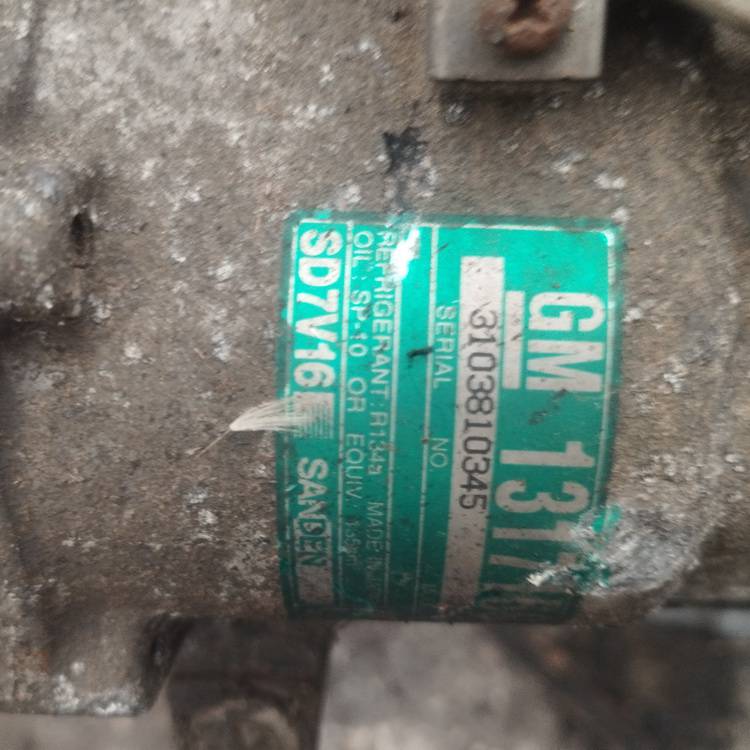 GM 131
3103810345
SERIAL NO.
REFRIGERANT: R134a MADE
OIL: SP-10 OR EQUIV.
SD7V16 SANDEN